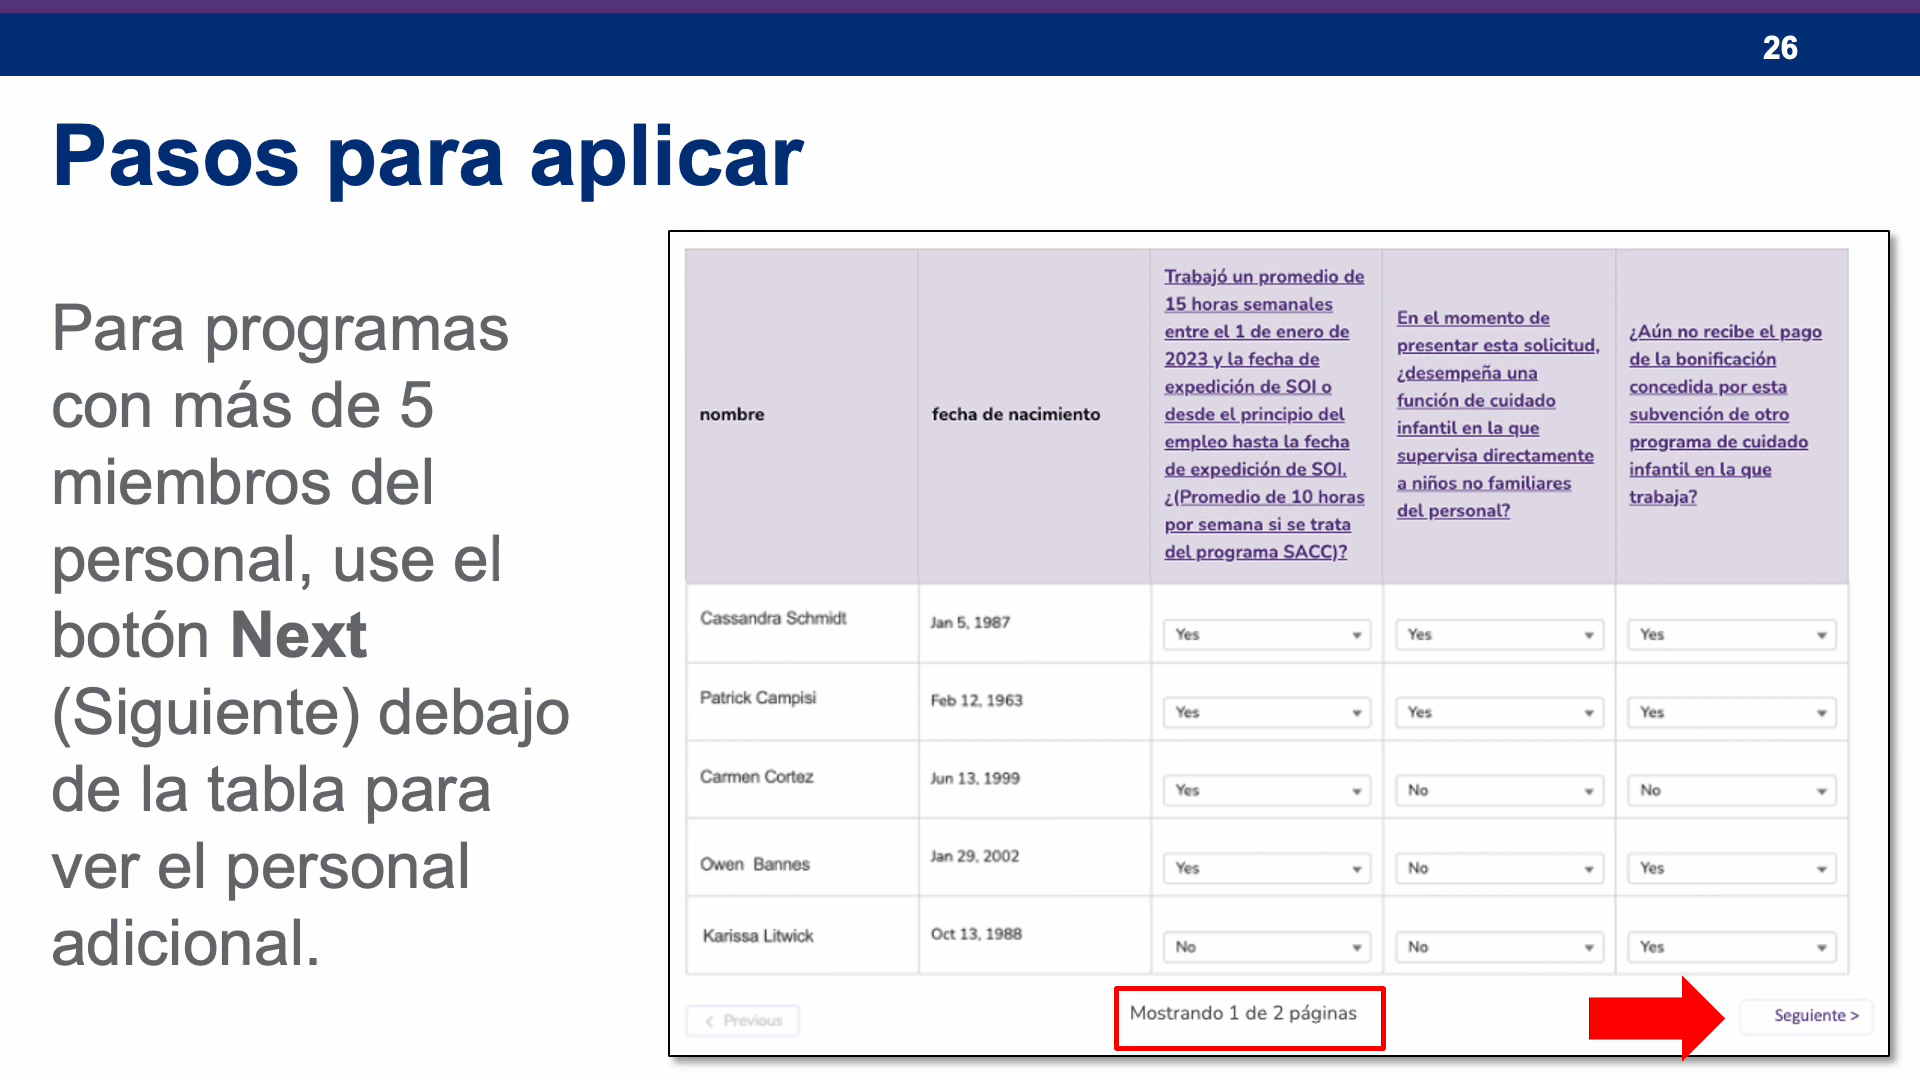 26
Pasos para aplicar
Para programas
con más de 5
miembros del
personal, use el
botón Next
(Siguiente) debajo
de la tabla para
ver el personal
adicional.
nombre
fecha de nacimiento
Trabajó un promedio de
15 horas semanales
entre el 1 de enero de
2023 y la fecha de
expedición de SOI o
desde el principio del
empleo hasta la fecha
de expedición de SOI.
¿(Promedio de 10 horas
por semana si se trata
del programa SACC)?
En el momento de
presentar esta solicitud,
¿desempeña una
función de cuidado
infantil en la que
supervisa directamente
a niños no familiares
del personal?
¿Aún no recibe el pago
de la bonificación
concedida por esta
subvención de otro
programa de cuidado
infantil en la que
trabaja?
Cassandra Schmidt Jan 5, 1987 Yes Yes Yes
Patrick Campisi Feb 12, 1963 Yes Yes Yes
Carmen Cortez Jun 13, 1999 Yes No No
Owen Bannes Jan 29, 2002 Yes No Yes
Karissa Litwick Oct 13, 1988 No No Yes
< Previous Mostrando 1 de 2 páginas Seguiente >